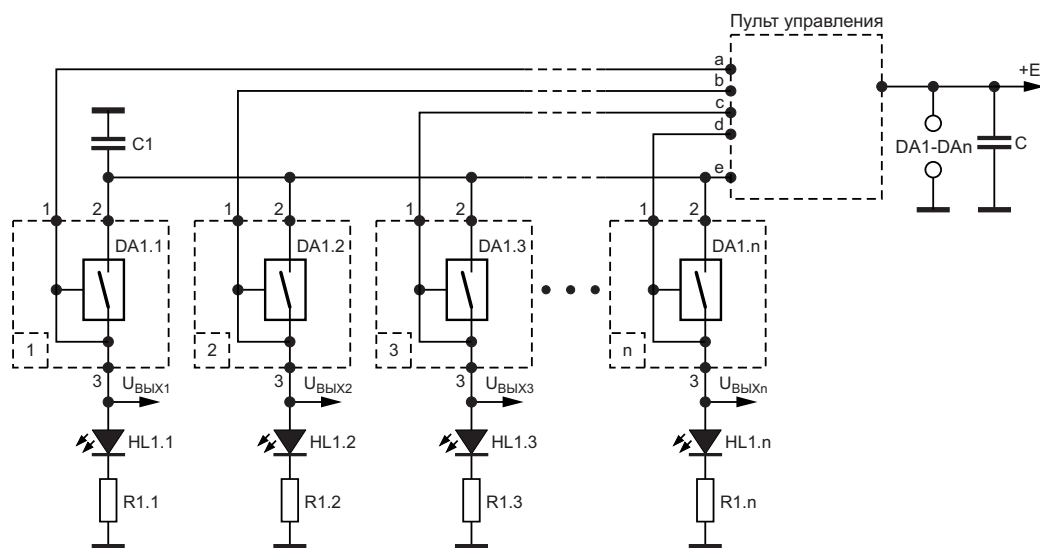 Пульт управления
a
b
c
d
e
+E
DA1-DAn
C
C1
1 2 1 2 1 2 1 2
DA1.1 DA1.2 DA1.3 DA1.n
1 2 3 n
3 3 3 3
UВЫХ1 UВЫХ2 UВЫХ3 UВЫХn
HL1.1 HL1.2 HL1.3 HL1.n
R1.1 R1.2 R1.3 R1.n